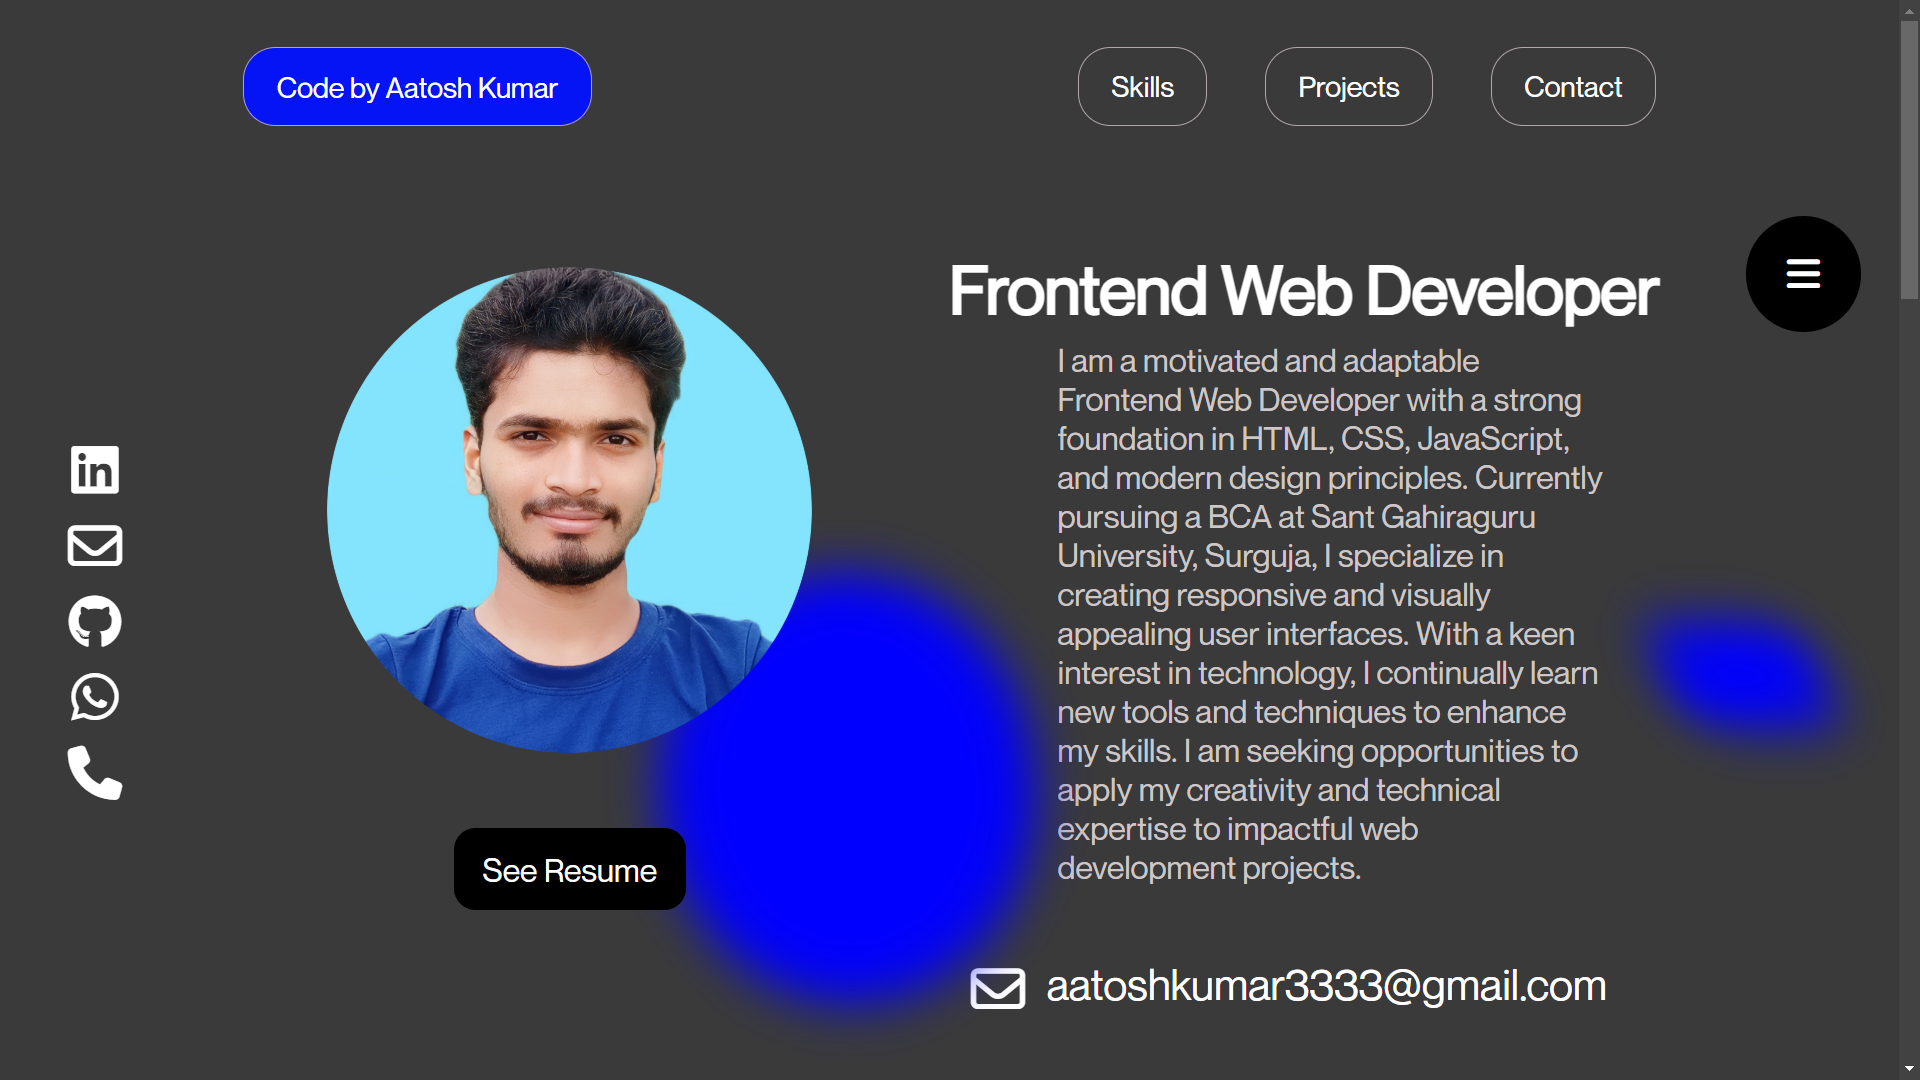 Code by Aatosh Kumar
Skills
Projects
Contact
Frontend Web Developer
I am a motivated and adaptable
Frontend Web Developer with a strong
foundation in HTML, CSS, JavaScript,
and modern design principles. Currently
pursuing a BCA at Sant Gahiraguru
University, Surguja, I specialize in
creating responsive and visually
appealing user interfaces. With a keen
interest in technology, I continually learn
new tools and techniques to enhance
my skills. I am seeking opportunities to
apply my creativity and technical
expertise to impactful web
development projects.
in
See Resume
aatoshkumar3333@gmail.com